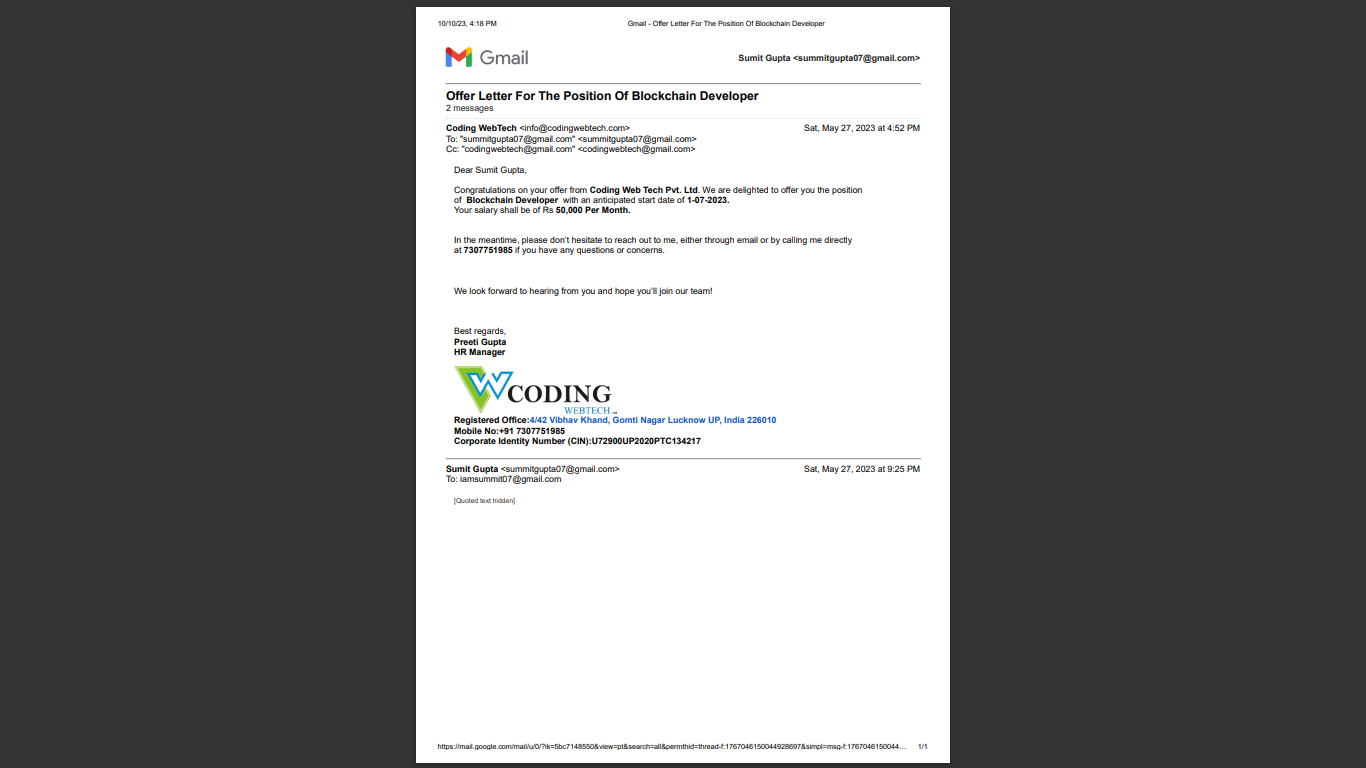 10/10/23, 4:18 PM Gmail - Offer Letter For The Position Of Blockchain Developer
Gmail Sumit Gupta <summitgupta07@gmail.com>
Offer Letter For The Position Of Blockchain Developer
2 messages
Coding WebTech <info@codingwebtech.com> Sat, May 27, 2023 at 4:52 PM
To: "summitgupta07@gmail.com" <summitgupta07@gmail.com>
Cc: "codingwebtech@gmail.com" <codingwebtech@gmail.com>
Dear Sumit Gupta,
Congratulations on your offer from Coding Web Tech Pvt. Ltd. We are delighted to offer you the position
of Blockchain Developer with an anticipated start date of 1-07-2023.
Your salary shall be of Rs 50,000 Per Month.
In the meantime, please don't hesitate to reach out to me, either through email or by calling me directly
at 7307751985 if you have any questions or concerns.
We look forward to hearing from you and hope you'll join our team!
Best regards,
Preeti Gupta
HR Manager
W CODING
WEBTECH
Registered Office:4/42 Vibhav Khand, Gomti Nagar Lucknow UP, India 226010
Mobile No:+91 7307751985
Corporate Identity Number (CIN):U72900UP2020PTC134217
Sumit Gupta <summitgupta07@gmail.com> Sat, May 27, 2023 at 9:25 PM
To: iamsummit07@gmail.com
[Quoted text hidden]
https://mail.google.com/mail/u/0/?ik=5bc7148550&view=pt&search=all&permthid=thread-f:1767046150044928697&simpl=msg-f:1767046150044... 1/1